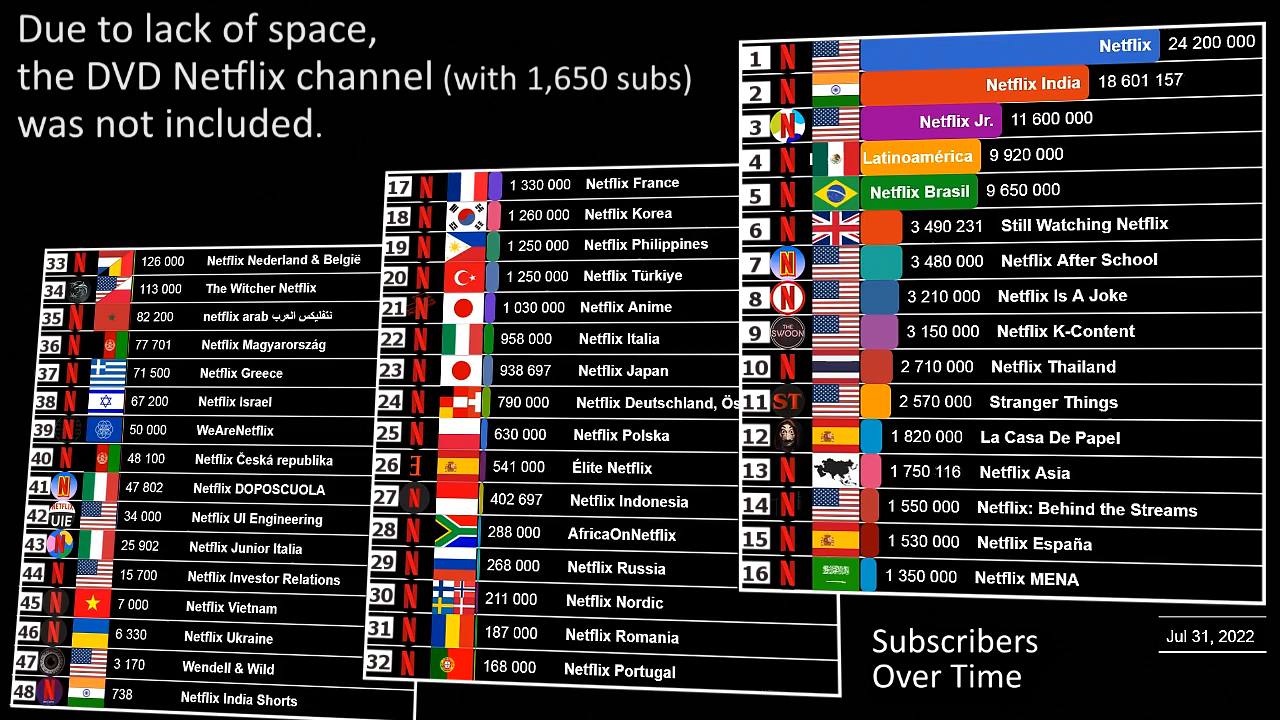 Due to lack of space,
the DVD Netflix channel (with 1,650 subs)
was not included.
1 Netflix 24 200 000
2 Netflix India 18 601 157
3 Netflix Jr. 11 600 000
4 Latinoamérica 9 920 000
5 Netflix Brasil 9 650 000
6 3 490 231 Still Watching Netflix
7 3 480 000 Netflix After School
8 3 210 000 Netflix Is A Joke
9 THE SWOON 3 150 000 Netflix K-Content
10 2 710 000 Netflix Thailand
11 ST 2 570 000 Stranger Things
12 1 820 000 La Casa De Papel
13 1 750 116 Netflix Asia
14 1 550 000 Netflix: Behind the Streams
15 1 530 000 Netflix España
16 1 350 000 Netflix MENA
17 1 330 000 Netflix France
18 1 260 000 Netflix Korea
19 1 250 000 Netflix Philippines
20 1 250 000 Netflix Türkiye
21 1 030 000 Netflix Anime
22 958 000 Netflix Italia
23 938 697 Netflix Japan
24 790 000 Netflix Deutschland, Ös
25 630 000 Netflix Polska
26 541 000 Élite Netflix
27 402 697 Netflix Indonesia
28 288 000 AfricaOnNetflix
29 268 000 Netflix Russia
30 211 000 Netflix Nordic
31 187 000 Netflix Romania
32 168 000 Netflix Portugal
33 126 000 Netflix Nederland & België
34 113 000 The Witcher Netflix
35 82 200 netflix arab نتفليكس العرب
36 77 701 Netflix Magyarország
37 71 500 Netflix Greece
38 67 200 Netflix Israel
39 50 000 WeAreNetflix
40 48 100 Netflix Česká republika
41 47 802 Netflix DOPOSCUOLA
42 NETFLIX UIE 34 000 Netflix UI Engineering
43 25 902 Netflix Junior Italia
44 15 700 Netflix Investor Relations
45 7 000 Netflix Vietnam
46 6 330 Netflix Ukraine
47 3 170 Wendell & Wild
48 738 Netflix India Shorts
Subscribers
Over Time
Jul 31, 2022